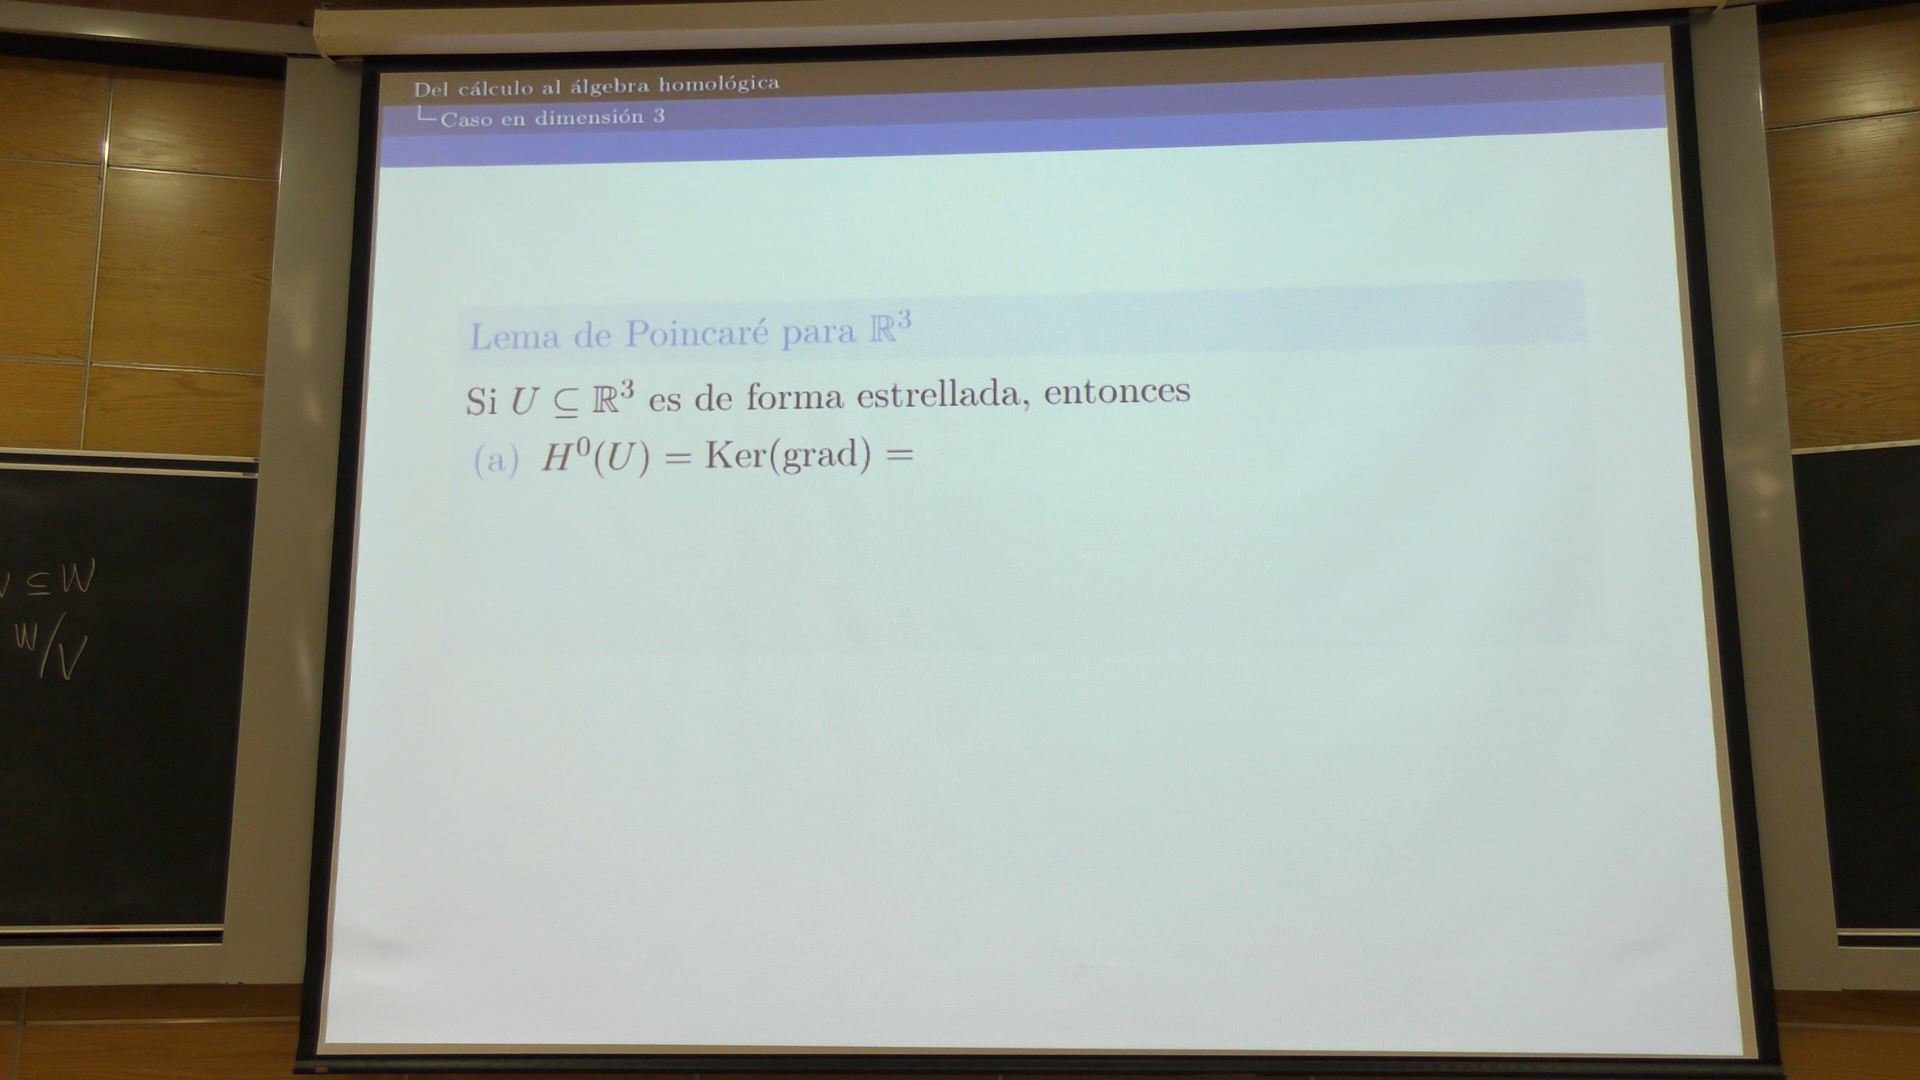 Del cálculo al álgebra homológica
Caso en dimensión 3
Lema de Poincaré para ℝ³
Si U ⊆ ℝ³ es de forma estrellada, entonces
(a) H⁰(U) = Ker(grad) =
⊆ W
W/V